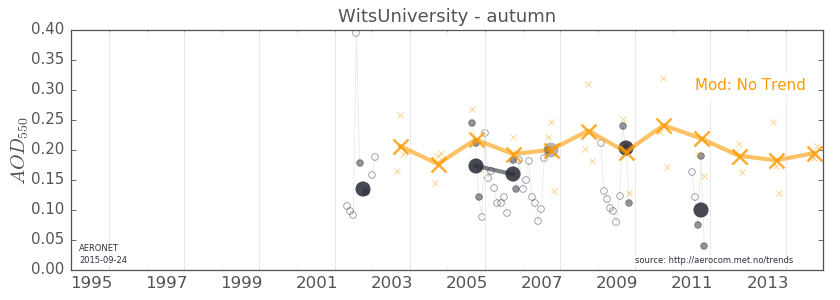 WitsUniversity - autumn
0.40
0.35
0.30
0.25
0.20
0.15
0.10
0.05
0.00
AOD550
Mod: No Trend
AERONET
2015-09-24
source: http://aerocom.met.no/trends
1995 1997 1999 2001 2003 2005 2007 2009 2011 2013